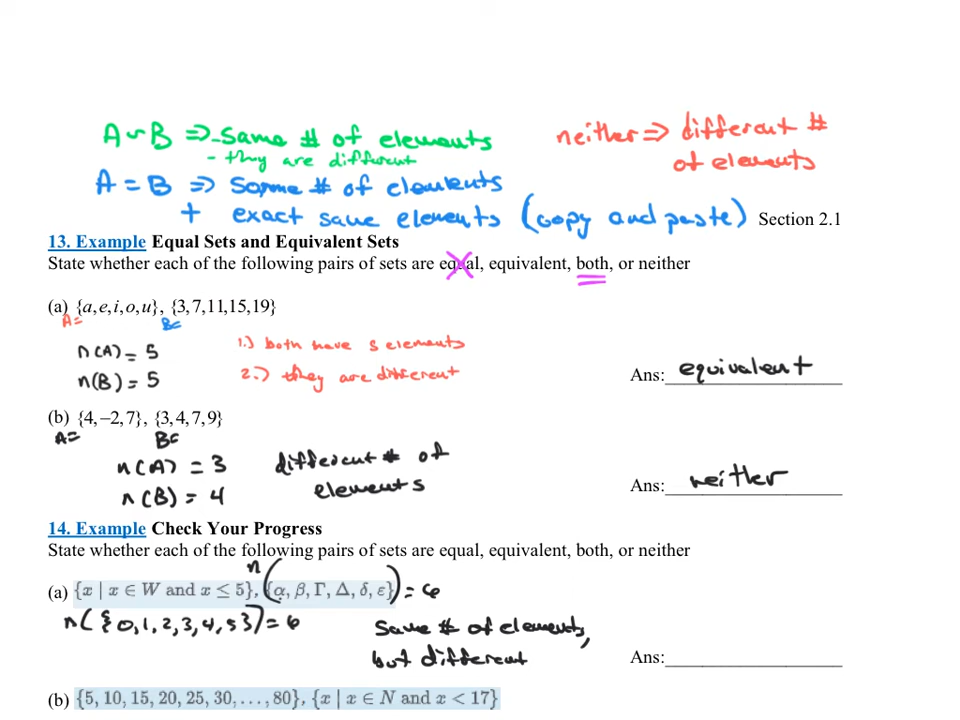 A ~ B => - Same # of elements
- they are different
neither => different #
of elements
A = B => Same # of elements
+ exact same elements (copy and paste) Section 2.1
13. Example Equal Sets and Equivalent Sets
State whether each of the following pairs of sets are equal, equivalent, both, or neither
(a) {a, e, i, o, u}, {3, 7, 11, 15, 19}
A= B=
n(A) = 5
n(B) = 5
1.) both have 5 elements
2.) they are different
Ans: equivalent
(b) {4, −2, 7}, {3, 4, 7, 9}
A= B=
n(A) = 3
n(B) = 4
different # of
elements
Ans: neither
14. Example Check Your Progress
State whether each of the following pairs of sets are equal, equivalent, both, or neither
(a) {x | x ∈ W and x ≤ 5}, n({α, β, Γ, Δ, δ, ε}) = 6
n({0,1,2,3,4,5}) = 6
Same # of elements,
but different
Ans:
(b) {5, 10, 15, 20, 25, 30, . . . , 80}, {x | x ∈ N and x < 17}